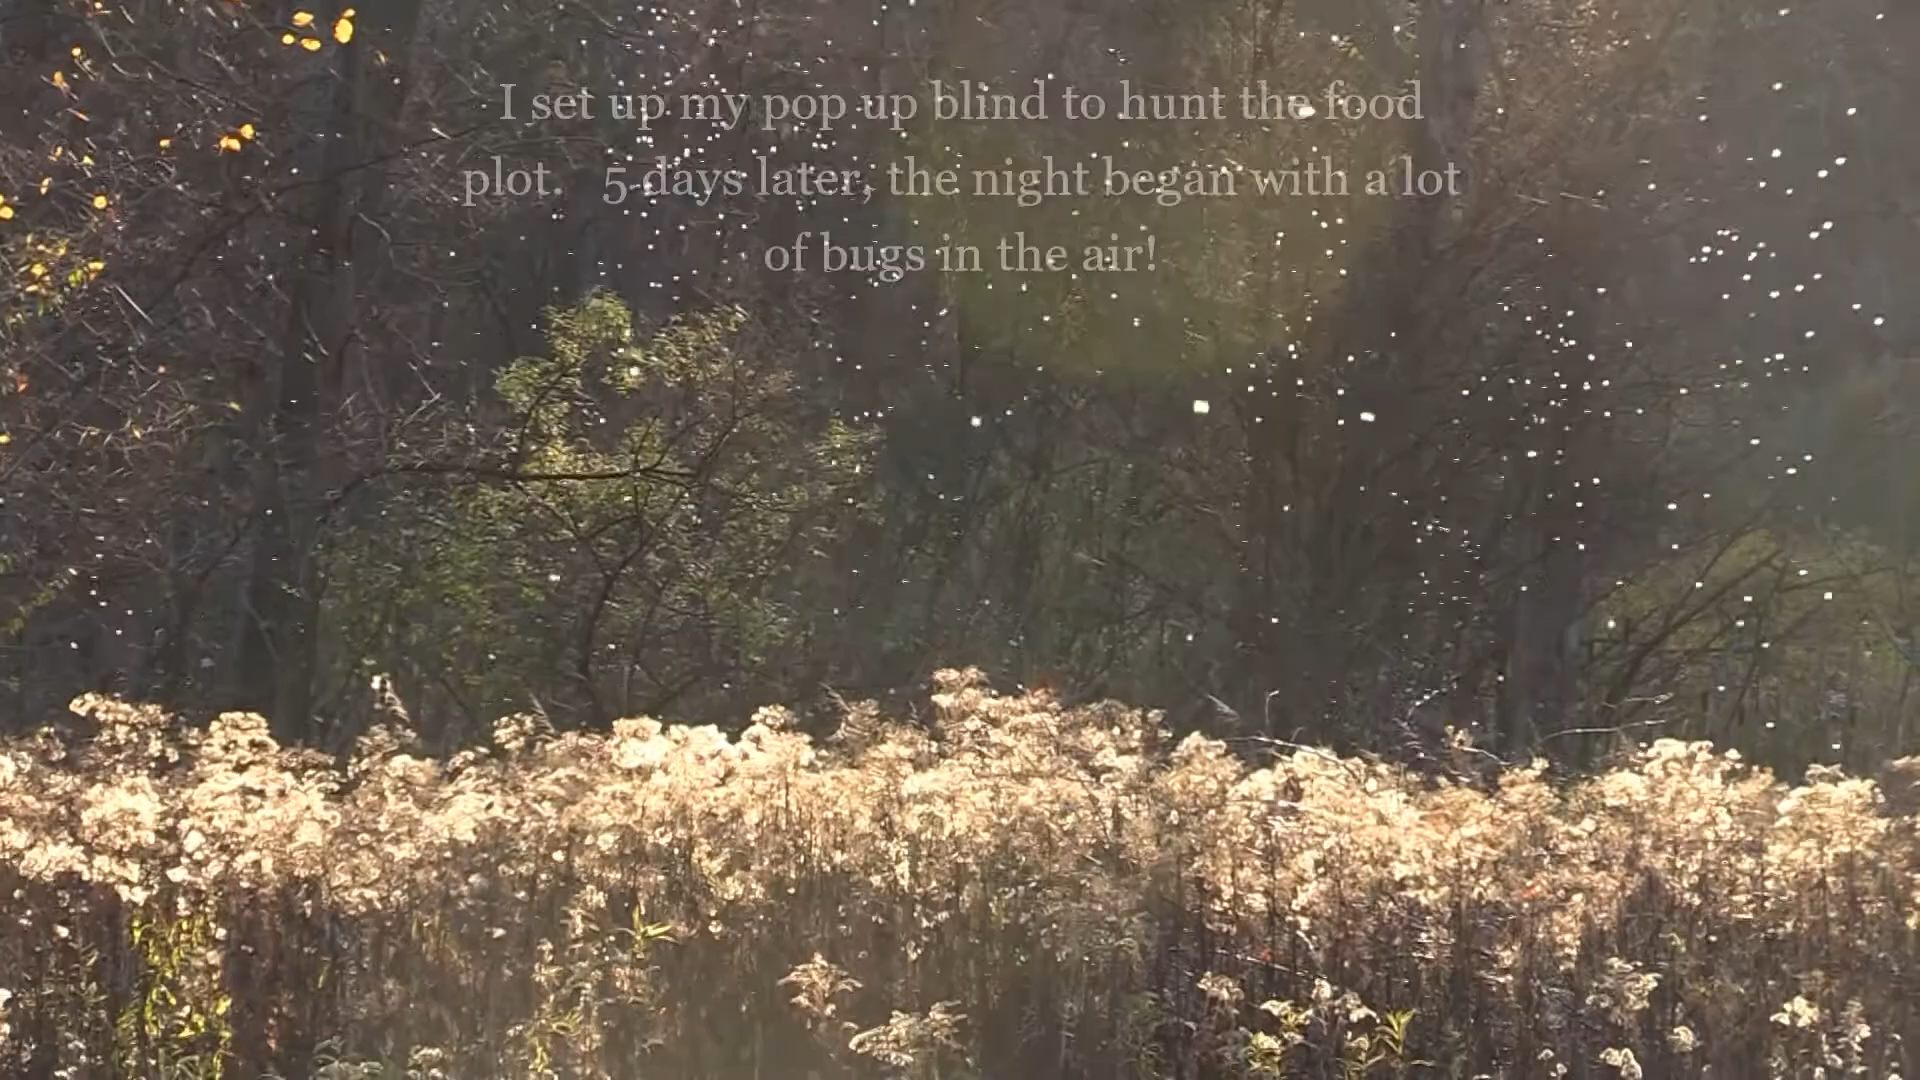 I set up my pop up blind to hunt the food
plot.   5 days later, the night began with a lot
of bugs in the air!